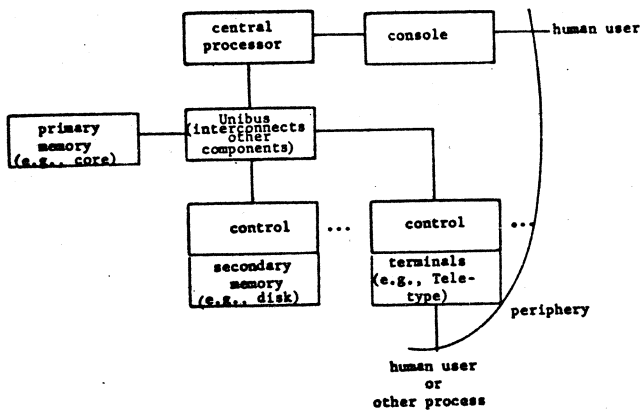 central
processor
console
human user
primary
memory
(e.g., core)
Unibus
(interconnects
other
components)
control
...
control
...
secondary
memory
(e.g., disk)
terminals
(e.g., Tele-
type)
periphery
human user
or
other process